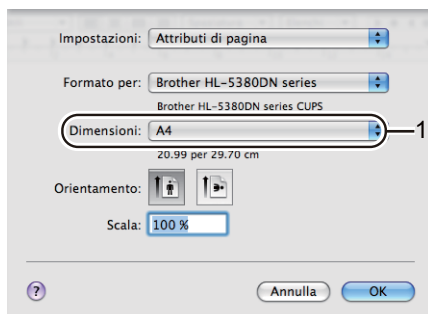 Impostazioni: Attributi di pagina
Formato per: Brother HL-5380DN series
Brother HL-5380DN series CUPS
Dimensioni: A4 1
20.99 per 29.70 cm
Orientamento:
Scala: 100 %
? Annulla OK